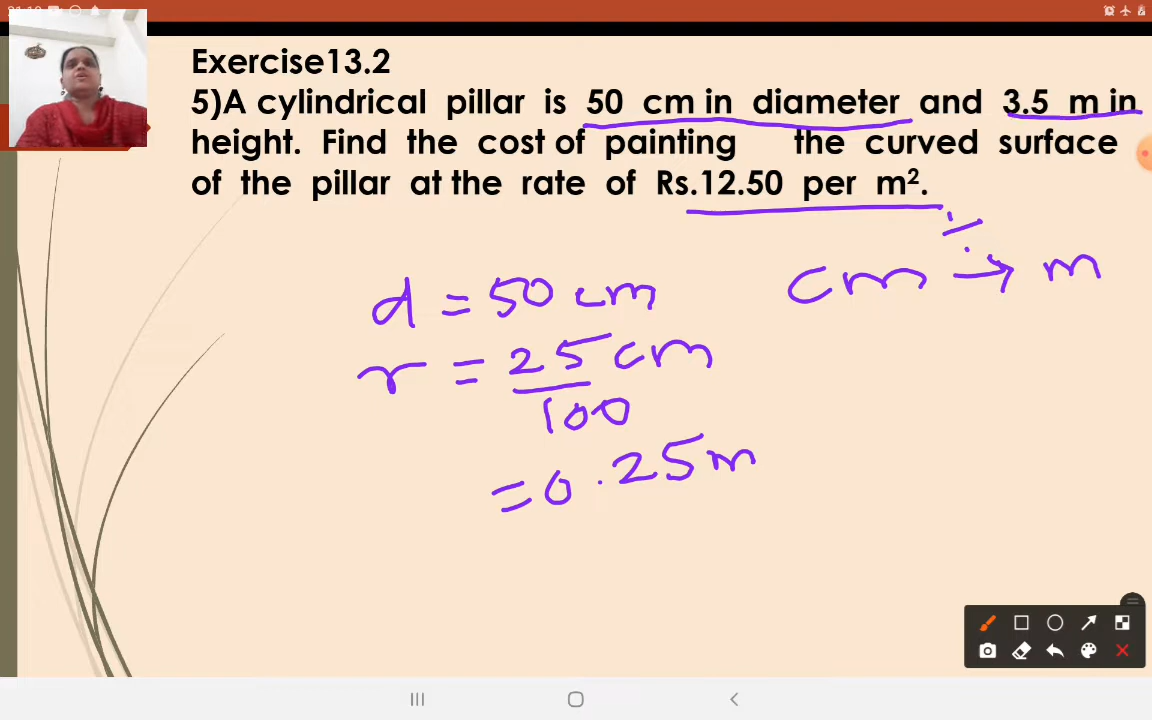 Exercise13.2
5)A cylindrical pillar is 50 cm in diameter and 3.5 m in
height. Find the cost of painting the curved surface
of the pillar at the rate of Rs.12.50 per m².
÷
cm → m
d = 50 cm
r = 25 cm
100
= 0.25 m